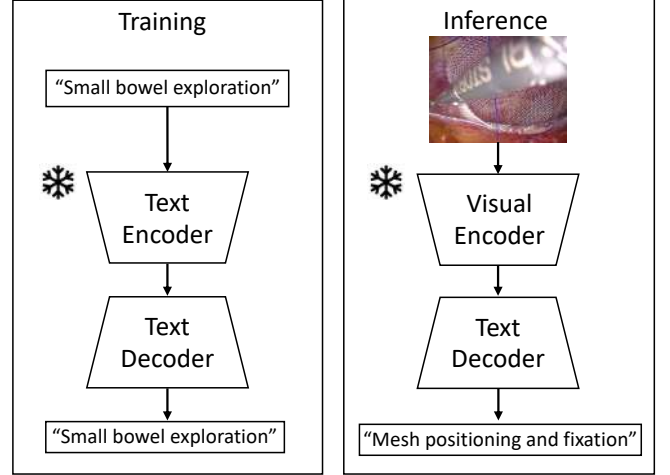 Training
“Small bowel exploration”
Text
Encoder
Text
Decoder
“Small bowel exploration”
Inference
Visual
Encoder
Text
Decoder
“Mesh positioning and fixation”